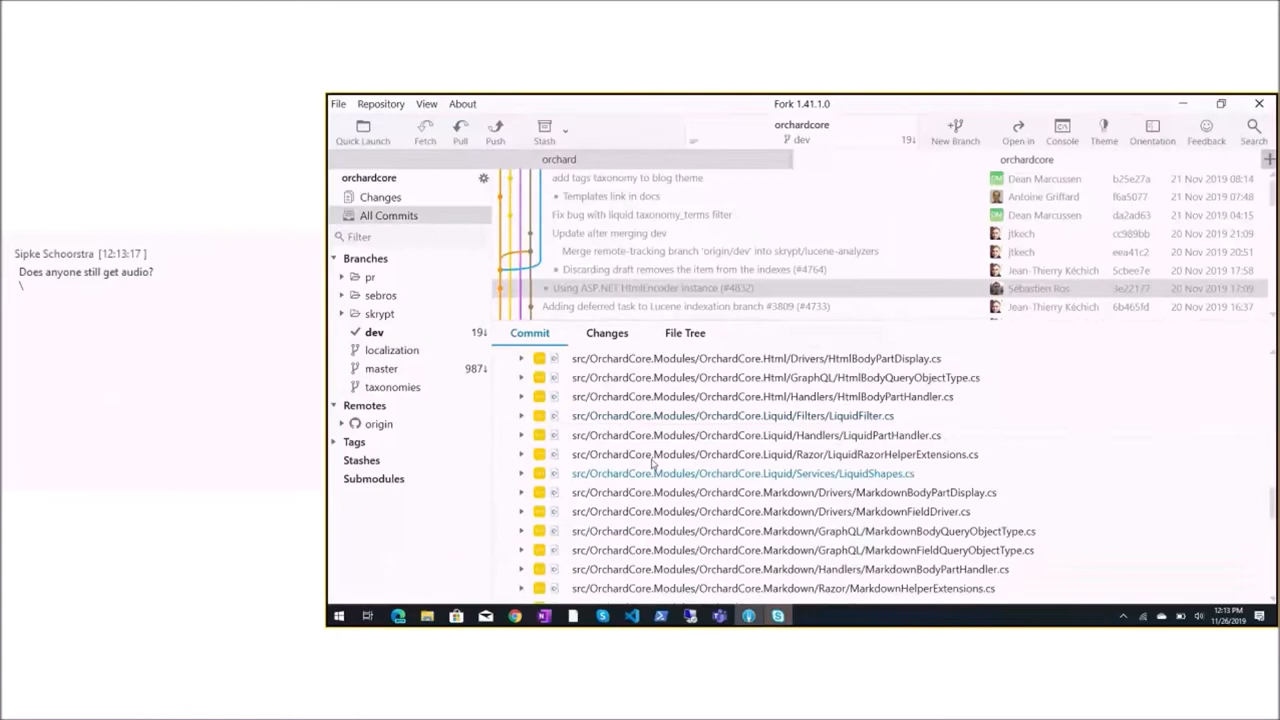 File Repository View About Fork 1.41.1.0
Quick Launch Fetch Pull Push Stash orchardcore dev 19↓ New Branch Open in Console Theme Orientation Feedback Search
orchard orchardcore
orchardcore
Changes
All Commits
Filter
Branches
pr
sebros
skrypt
dev 19↓
localization
master 987↓
taxonomies
Remotes
origin
Tags
Stashes
Submodules
add tags taxonomy to blog theme DM Dean Marcussen b25e27a 21 Nov 2019 08:14
Templates link in docs Antoine Griffard f6a5077 21 Nov 2019 07:48
Fix bug with liquid taxonomy_terms filter DM Dean Marcussen da2ad63 21 Nov 2019 04:15
Update after merging dev jtkech cc989bb 20 Nov 2019 21:09
Merge remote-tracking branch 'origin/dev' into skrypt/lucene-analyzers jtkech eea41c2 20 Nov 2019 20:51
Discarding draft removes the item from the indexes (#4764) Jean-Thierry Kéchich 5cbee7e 20 Nov 2019 17:58
Using ASP.NET HtmlEncoder instance (#4832) Sébastien Ros 3e22177 20 Nov 2019 17:09
Adding deferred task to Lucene indexation branch #3809 (#4733) Jean-Thierry Kéchich 6b465fd 20 Nov 2019 16:37
Commit Changes File Tree
src/OrchardCore.Modules/OrchardCore.Html/Drivers/HtmlBodyPartDisplay.cs
src/OrchardCore.Modules/OrchardCore.Html/GraphQL/HtmlBodyQueryObjectType.cs
src/OrchardCore.Modules/OrchardCore.Html/Handlers/HtmlBodyPartHandler.cs
src/OrchardCore.Modules/OrchardCore.Liquid/Filters/LiquidFilter.cs
src/OrchardCore.Modules/OrchardCore.Liquid/Handlers/LiquidPartHandler.cs
src/OrchardCore.Modules/OrchardCore.Liquid/Razor/LiquidRazorHelperExtensions.cs
src/OrchardCore.Modules/OrchardCore.Liquid/Services/LiquidShapes.cs
src/OrchardCore.Modules/OrchardCore.Markdown/Drivers/MarkdownBodyPartDisplay.cs
src/OrchardCore.Modules/OrchardCore.Markdown/Drivers/MarkdownFieldDriver.cs
src/OrchardCore.Modules/OrchardCore.Markdown/GraphQL/MarkdownBodyQueryObjectType.cs
src/OrchardCore.Modules/OrchardCore.Markdown/GraphQL/MarkdownFieldQueryObjectType.cs
src/OrchardCore.Modules/OrchardCore.Markdown/Handlers/MarkdownBodyPartHandler.cs
src/OrchardCore.Modules/OrchardCore.Markdown/Razor/MarkdownHelperExtensions.cs
Sipke Schoorstra [12:13:17 ]
Does anyone still get audio?
\
12:13 PM
11/26/2019